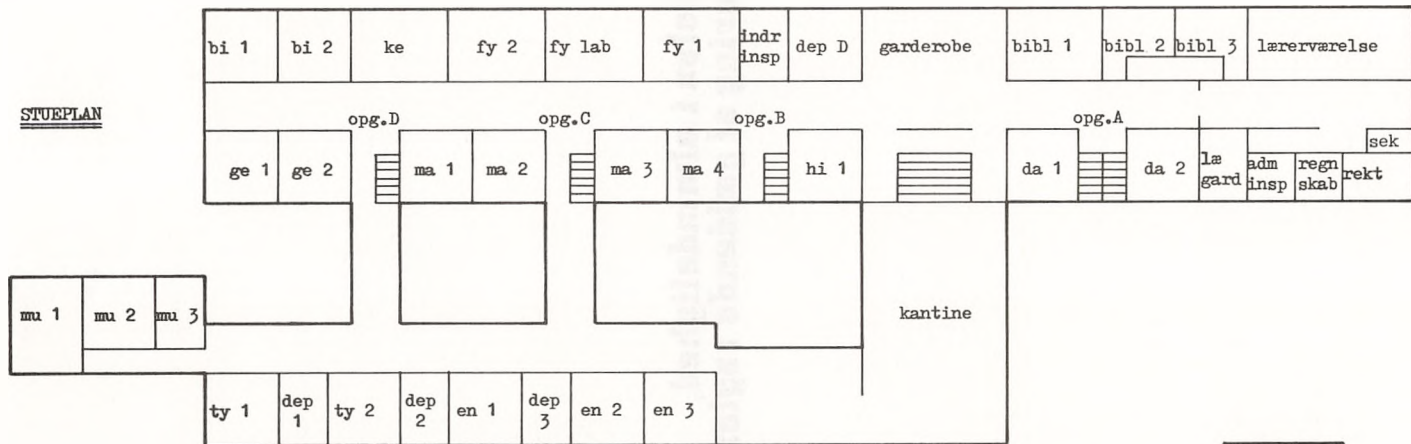 bi 1 bi 2 ke fy 2 fy lab fy 1 indr insp dep D garderobe bibl 1 bibl 2 bibl 3 lærerværelse
STUEPLAN
opg.D opg.C opg.B opg.A
sek
ge 1 ge 2 ma 1 ma 2 ma 3 ma 4 hi 1 da 1 da 2 læ gard adm insp regn skab rekt
mu 1 mu 2 mu 3 kantine
ty 1 dep 1 ty 2 dep 2 en 1 dep 3 en 2 en 3